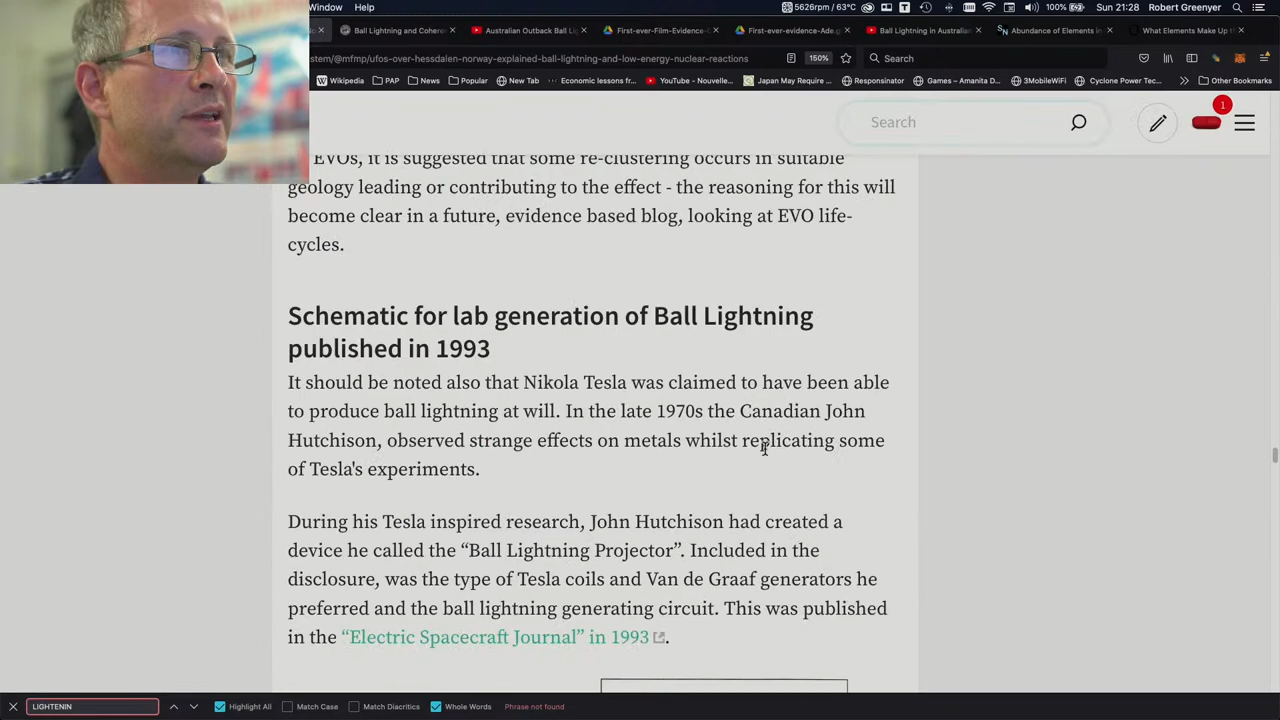 Window Help
5626rpm / 63°C 100% Sun 21:28 Robert Greenyer
Ball Lightning and Cohere
Australian Outback Ball Lig
First-ever-Film-Evidence-
First-ever-evidence-Ade.g
Ball Lightning in Australian
Abundance of Elements in
What Elements Make Up th
stem/@mfmp/ufos-over-hessdalen-norway-explained-ball-lightning-and-low-energy-nuclear-reactions 150% Search
Wikipedia PAP News Popular New Tab Economic lessons fr... YouTube - Nouvelle... Japan May Require ... Responsinator Games – Amanita D... 3MobileWiFi Cyclone Power Tec... Other Bookmarks
Search 1
EVOs, it is suggested that some re-clustering occurs in suitable
geology leading or contributing to the effect - the reasoning for this will
become clear in a future, evidence based blog, looking at EVO life-
cycles.
Schematic for lab generation of Ball Lightning
published in 1993
It should be noted also that Nikola Tesla was claimed to have been able
to produce ball lightning at will. In the late 1970s the Canadian John
Hutchison, observed strange effects on metals whilst replicating some
of Tesla's experiments.
During his Tesla inspired research, John Hutchison had created a
device he called the “Ball Lightning Projector”. Included in the
disclosure, was the type of Tesla coils and Van de Graaf generators he
preferred and the ball lightning generating circuit. This was published
in the “Electric Spacecraft Journal” in 1993.
LIGHTENIN Highlight All Match Case Match Diacritics Whole Words Phrase not found